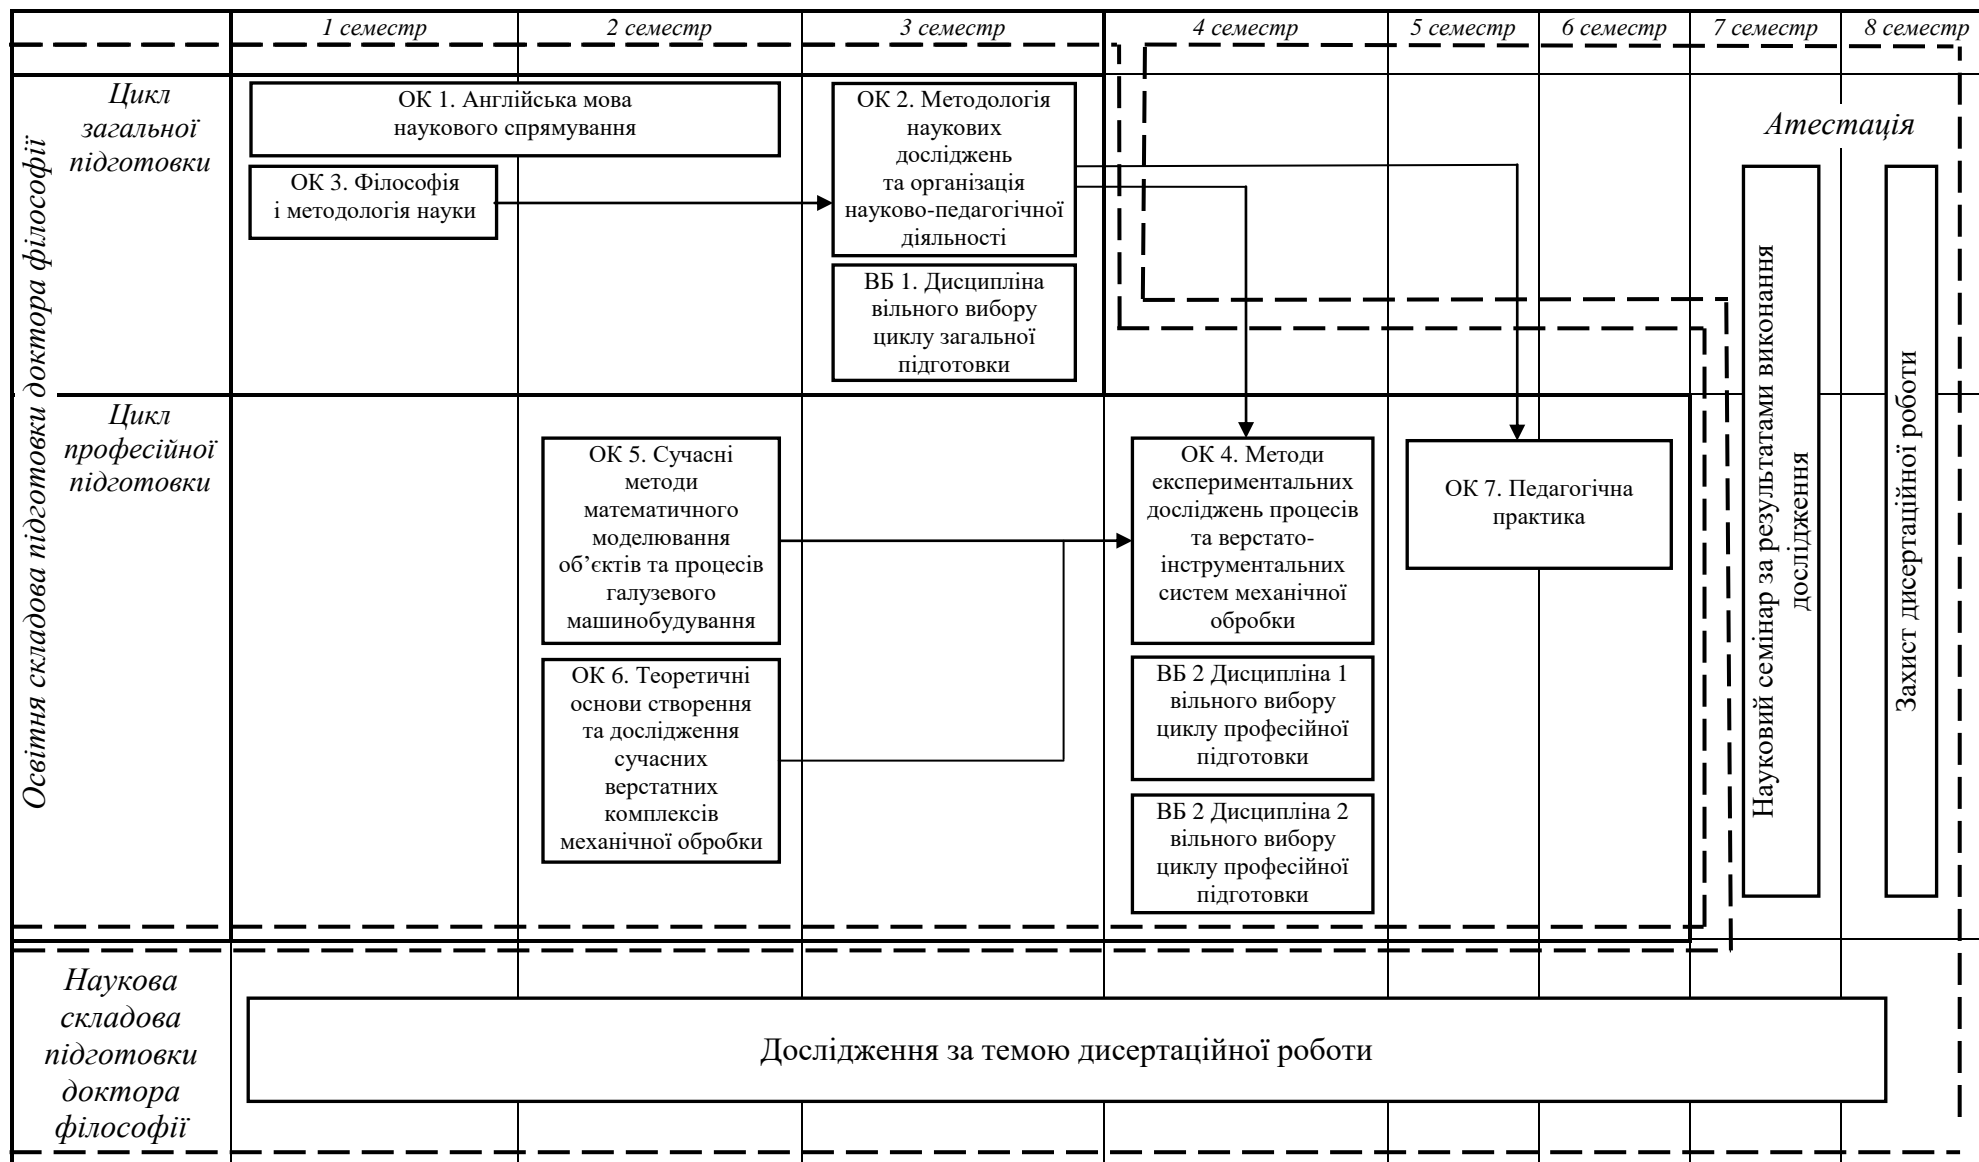 1 семестр
2 семестр
3 семестр
4 семестр
5 семестр
6 семестр
7 семестр
8 семестр
Освітня складова підготовки доктора філософії
Цикл
загальної
підготовки
ОК 1. Англійська мова
наукового спрямування
ОК 3. Філософія
і методологія науки
ОК 2. Методологія
наукових
досліджень
та організація
науково-педагогічної
діяльності
ВБ 1. Дисципліна
вільного вибору
циклу загальної
підготовки
Атестація
Науковий семінар за результатами виконання
дослідження
Захист дисертаційної роботи
Цикл
професійної
підготовки
ОК 5. Сучасні
методи
математичного
моделювання
об’єктів та процесів
галузевого
машинобудування
ОК 6. Теоретичні
основи створення
та дослідження
сучасних
верстатних
комплексів
механічної обробки
ОК 4. Методи
експериментальних
досліджень процесів
та верстато-
інструментальних
систем механічної
обробки
ВБ 2 Дисципліна 1
вільного вибору
циклу професійної
підготовки
ВБ 2 Дисципліна 2
вільного вибору
циклу професійної
підготовки
ОК 7. Педагогічна
практика
Наукова
складова
підготовки
доктора
філософії
Дослідження за темою дисертаційної роботи